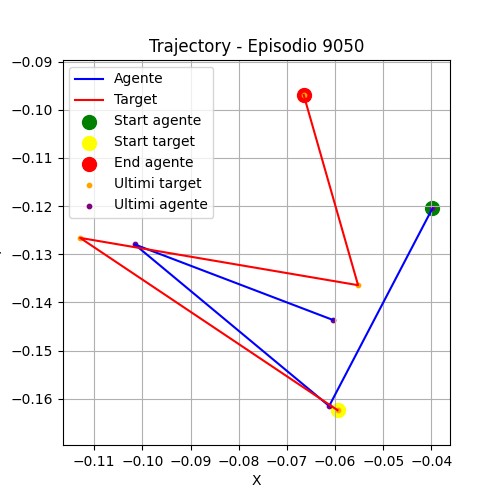 Trajectory - Episodio 9050
Agente
Target
Start agente
Start target
End agente
Ultimi target
Ultimi agente
−0.09
−0.10
−0.11
−0.12
−0.13
−0.14
−0.15
−0.16
−0.11 −0.10 −0.09 −0.08 −0.07 −0.06 −0.05 −0.04
X